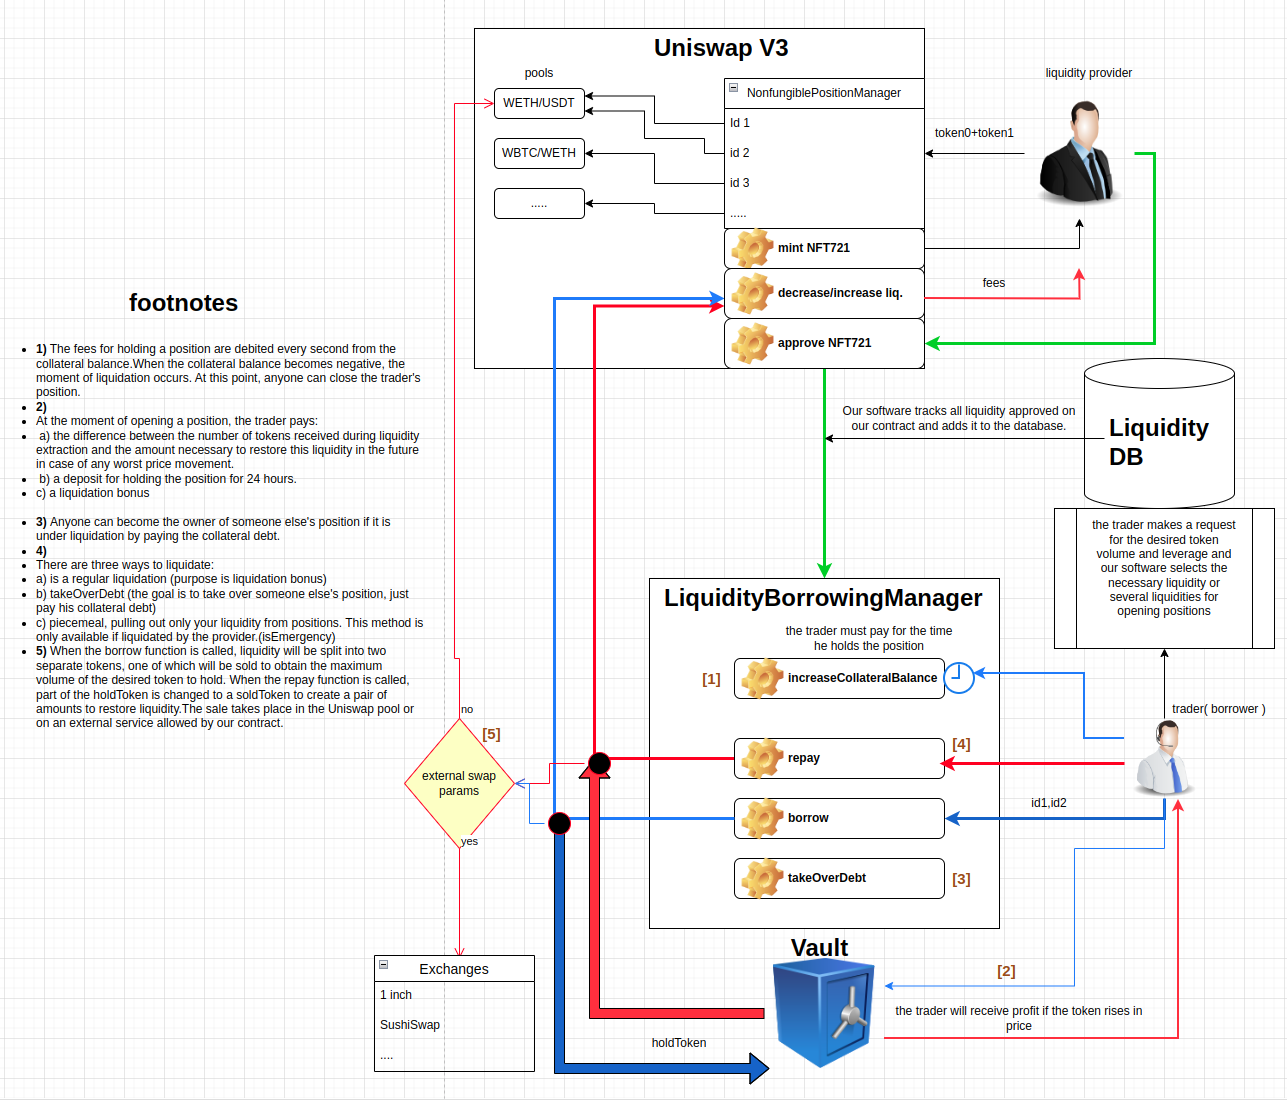 Uniswap V3
pools
WETH/USDT
WBTC/WETH
.....
NonfungiblePositionManager
Id 1
id 2
id 3
.....
mint NFT721
decrease/increase liq.
approve NFT721
liquidity provider
token0+token1
fees
footnotes
1) The fees for holding a position are debited every second from the
collateral balance.When the collateral balance becomes negative, the
moment of liquidation occurs. At this point, anyone can close the trader's
position.
2)
At the moment of opening a position, the trader pays:
a) the difference between the number of tokens received during liquidity
extraction and the amount necessary to restore this liquidity in the future
in case of any worst price movement.
b) a deposit for holding the position for 24 hours.
c) a liquidation bonus
3) Anyone can become the owner of someone else's position if it is
under liquidation by paying the collateral debt.
4)
There are three ways to liquidate:
a) is a regular liquidation (purpose is liquidation bonus)
b) takeOverDebt (the goal is to take over someone else's position, just
pay his collateral debt)
c) piecemeal, pulling out only your liquidity from positions. This method is
only available if liquidated by the provider.(isEmergency)
5) When the borrow function is called, liquidity will be split into two
separate tokens, one of which will be sold to obtain the maximum
volume of the desired token to hold. When the repay function is called,
part of the holdToken is changed to a soldToken to create a pair of
amounts to restore liquidity.The sale takes place in the Uniswap pool or
on an external service allowed by our contract.
Our software tracks all liquidity approved on
our contract and adds it to the database.
Liquidity
DB
the trader makes a request
for the desired token
volume and leverage and
our software selects the
necessary liquidity or
several liquidities for
opening positions
LiquidityBorrowingManager
the trader must pay for the time
he holds the position
[1]
increaseCollateralBalance
trader( borrower )
repay
[4]
id1,id2
borrow
takeOverDebt
[3]
no
[5]
external swap
params
yes
Exchanges
1 inch
SushiSwap
....
Vault
[2]
the trader will receive profit if the token rises in
price
holdToken